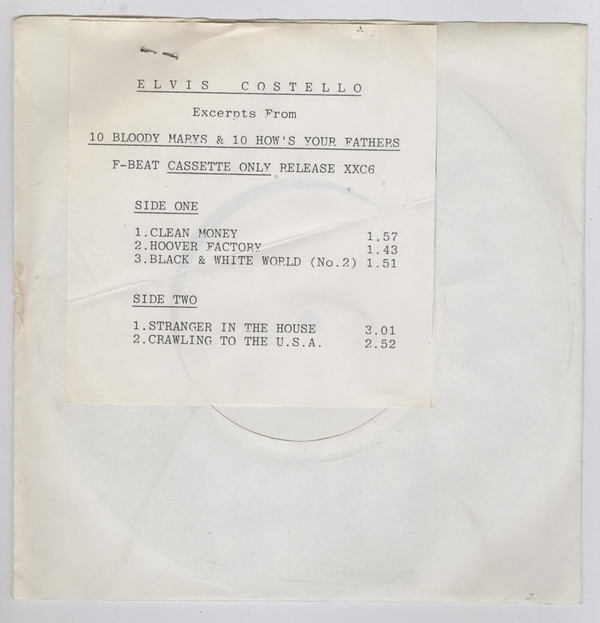 ELVIS COSTELLO
Excerpts From
10 BLOODY MARYS & 10 HOW'S YOUR FATHERS
F-BEAT CASSETTE ONLY RELEASE XXC6
SIDE ONE
1.CLEAN MONEY 1.57
2.HOOVER FACTORY 1.43
3.BLACK & WHITE WORLD (No.2) 1.51
SIDE TWO
1.STRANGER IN THE HOUSE 3.01
2.CRAWLING TO THE U.S.A. 2.52